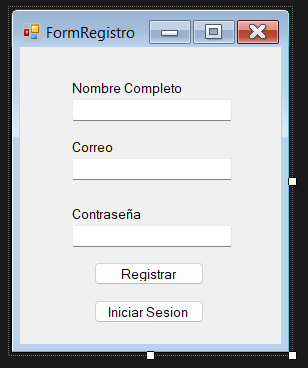 FormRegistro
Nombre Completo
Correo
Contraseña
Registrar
Iniciar Sesion